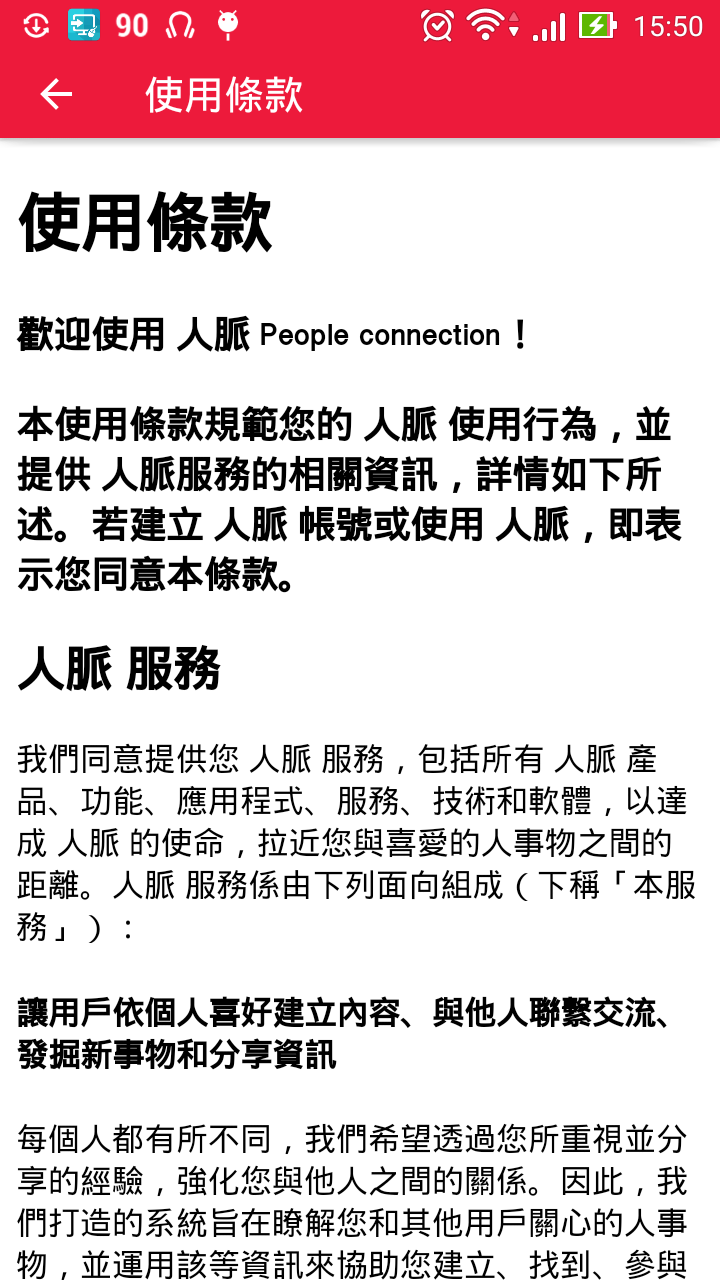 90 15:50
使用條款
使用條款
歡迎使用 人脈 People connection！
本使用條款規範您的 人脈 使用行為，並
提供 人脈服務的相關資訊，詳情如下所
述。若建立 人脈 帳號或使用 人脈，即表
示您同意本條款。
人脈 服務
我們同意提供您 人脈 服務，包括所有 人脈 產
品、功能、應用程式、服務、技術和軟體，以達
成 人脈 的使命，拉近您與喜愛的人事物之間的
距離。人脈 服務係由下列面向組成（下稱「本服
務」）：
讓用戶依個人喜好建立內容、與他人聯繫交流、
發掘新事物和分享資訊
每個人都有所不同，我們希望透過您所重視並分
享的經驗，強化您與他人之間的關係。因此，我
們打造的系統旨在瞭解您和其他用戶關心的人事
物，並運用該等資訊來協助您建立、找到、參與